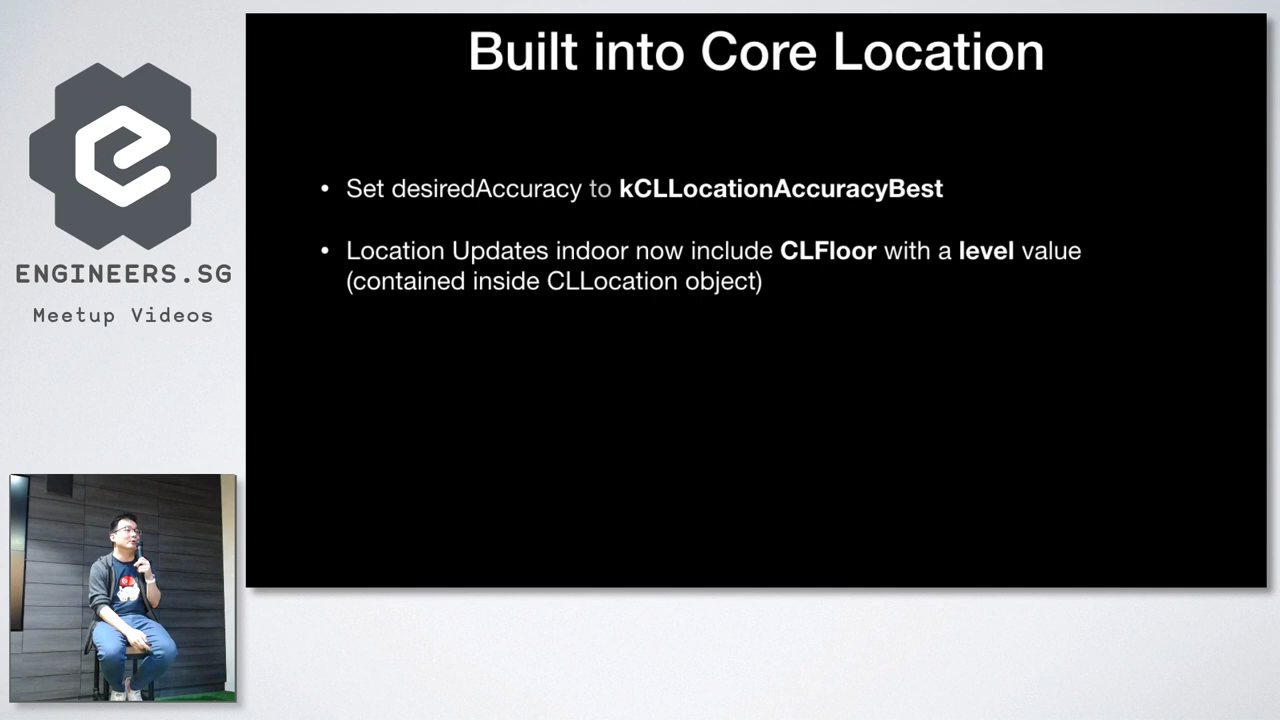 Built into Core Location
• Set desiredAccuracy to kCLLocationAccuracyBest
• Location Updates indoor now include CLFloor with a level value
(contained inside CLLocation object)
ENGINEERS.SG
Meetup Videos